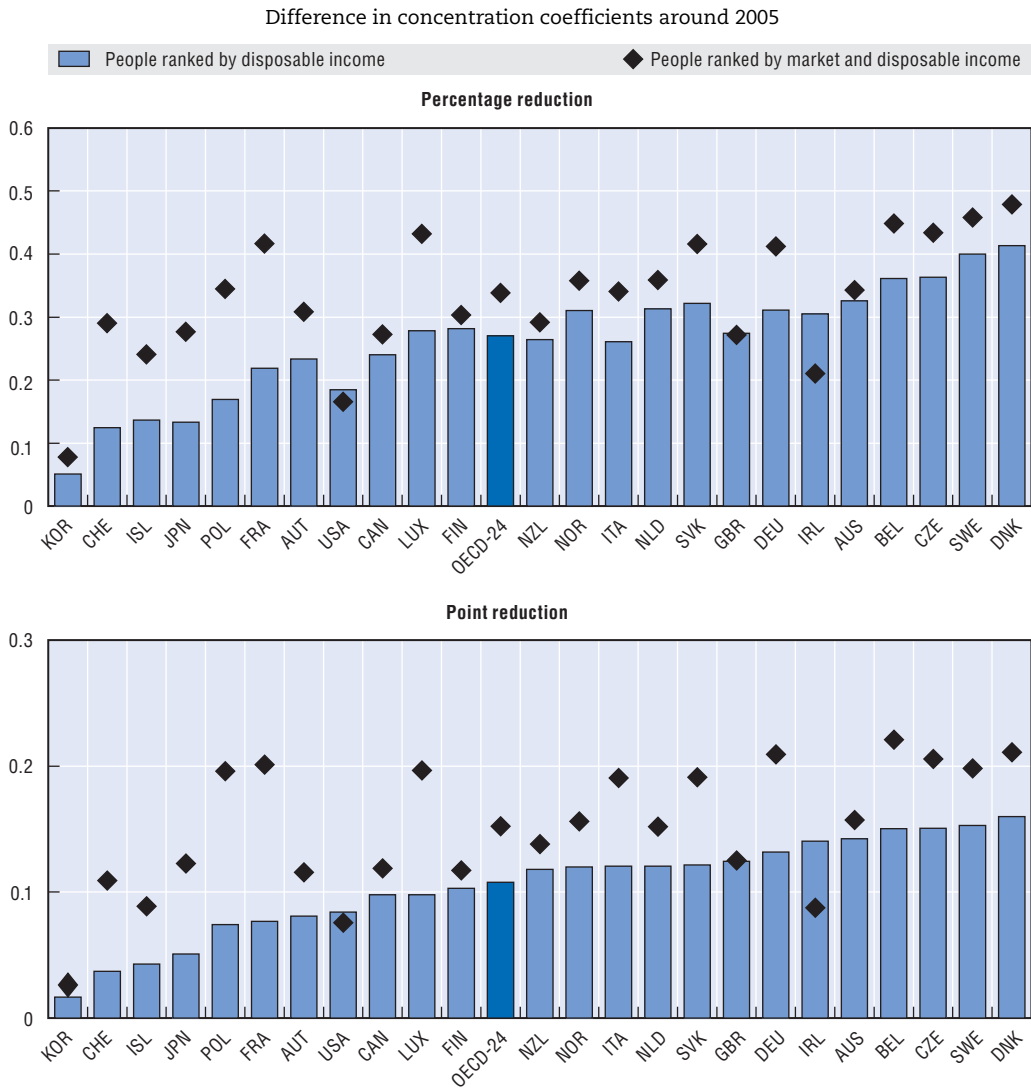 Difference in concentration coefficients around 2005
People ranked by disposable income
People ranked by market and disposable income
Percentage reduction
0.6
0.5
0.4
0.3
0.2
0.1
0
KOR CHE ISL JPN POL FRA AUT USA CAN LUX FIN OECD-24 NZL NOR ITA NLD SVK GBR DEU IRL AUS BEL CZE SWE DNK
Point reduction
0.3
0.2
0.1
0
KOR CHE ISL JPN POL FRA AUT USA CAN LUX FIN OECD-24 NZL NOR ITA NLD SVK GBR DEU IRL AUS BEL CZE SWE DNK